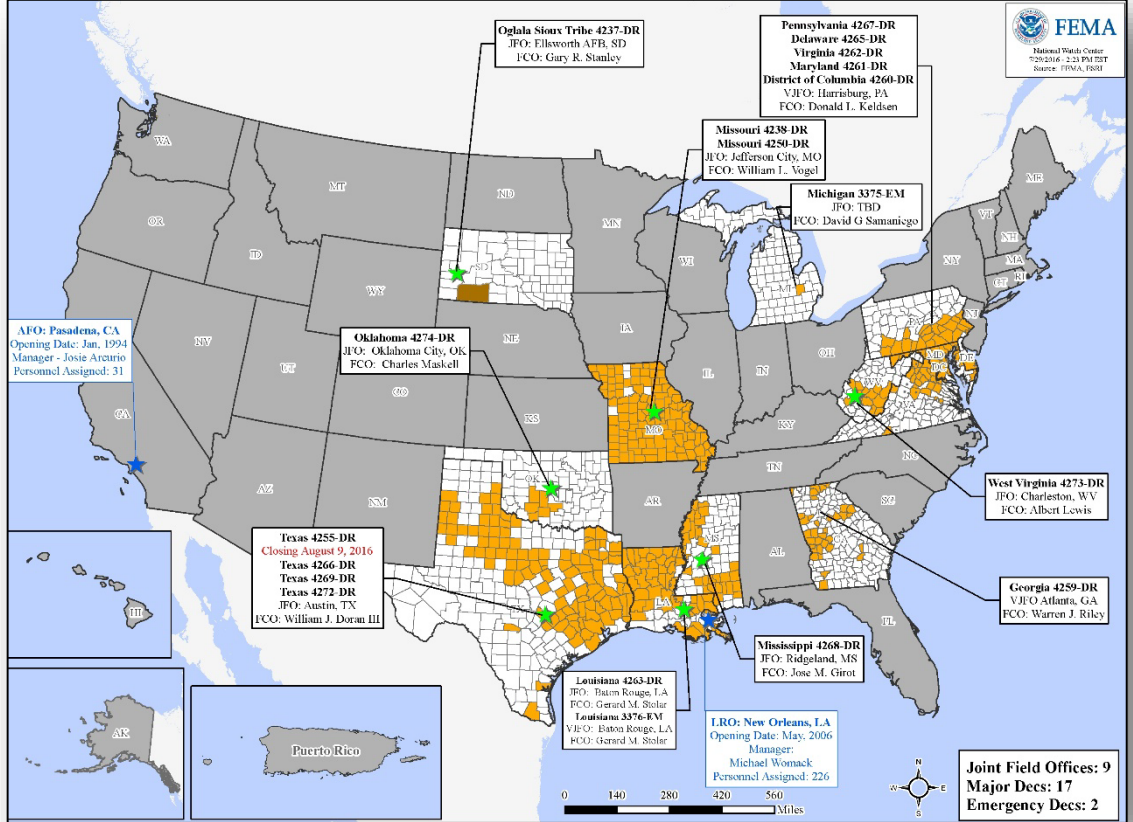 FEMA
National Watch Center
7/29/2016 - 2:23 PM EST
Source: FEMA, ESRI
Oglala Sioux Tribe 4237-DR
JFO: Ellsworth AFB, SD
FCO: Gary R. Stanley
Pennsylvania 4267-DR
Delaware 4265-DR
Virginia 4262-DR
Maryland 4261-DR
District of Columbia 4260-DR
VJFO: Harrisburg, PA
FCO: Donald L. Keldsen
Missouri 4238-DR
Missouri 4250-DR
JFO: Jefferson City, MO
FCO: William L. Vogel
Michigan 3375-EM
JFO: TBD
FCO: David G Samaniego
AFO: Pasadena, CA
Opening Date: Jan, 1994
Manager - Josie Arcurio
Personnel Assigned: 31
Oklahoma 4274-DR
JFO: Oklahoma City, OK
FCO: Charles Maskell
West Virginia 4273-DR
JFO: Charleston, WV
FCO: Albert Lewis
Texas 4255-DR
Closing August 9, 2016
Texas 4266-DR
Texas 4269-DR
Texas 4272-DR
JFO: Austin, TX
FCO: William J. Doran III
Georgia 4259-DR
VJFO Atlanta, GA
FCO: Warren J. Riley
Mississippi 4268-DR
JFO: Ridgeland, MS
FCO: Jose M. Girot
Louisiana 4263-DR
JFO: Baton Rouge, LA
FCO: Gerard M. Stolar
Louisiana 3376-EM
VJFO: Baton Rouge, LA
FCO: Gerard M. Stolar
LRO: New Orleans, LA
Opening Date: May, 2006
Manager:
Michael Womack
Personnel Assigned: 226
WA
MT
ND
MN
ME
OR
ID
WY
SD
WI
MI
NY
VT
NH
MA
CT
RI
NV
UT
CO
NE
IA
IL
IN
OH
PA
NJ
MD
DE
DC
WV
VA
CA
AZ
NM
KS
MO
KY
TN
NC
SC
OK
AR
MS
AL
GA
LA
FL
HI
AK
Puerto Rico
N
W
E
S
0 140 280 420 560
Miles
Joint Field Offices: 9
Major Decs: 17
Emergency Decs: 2